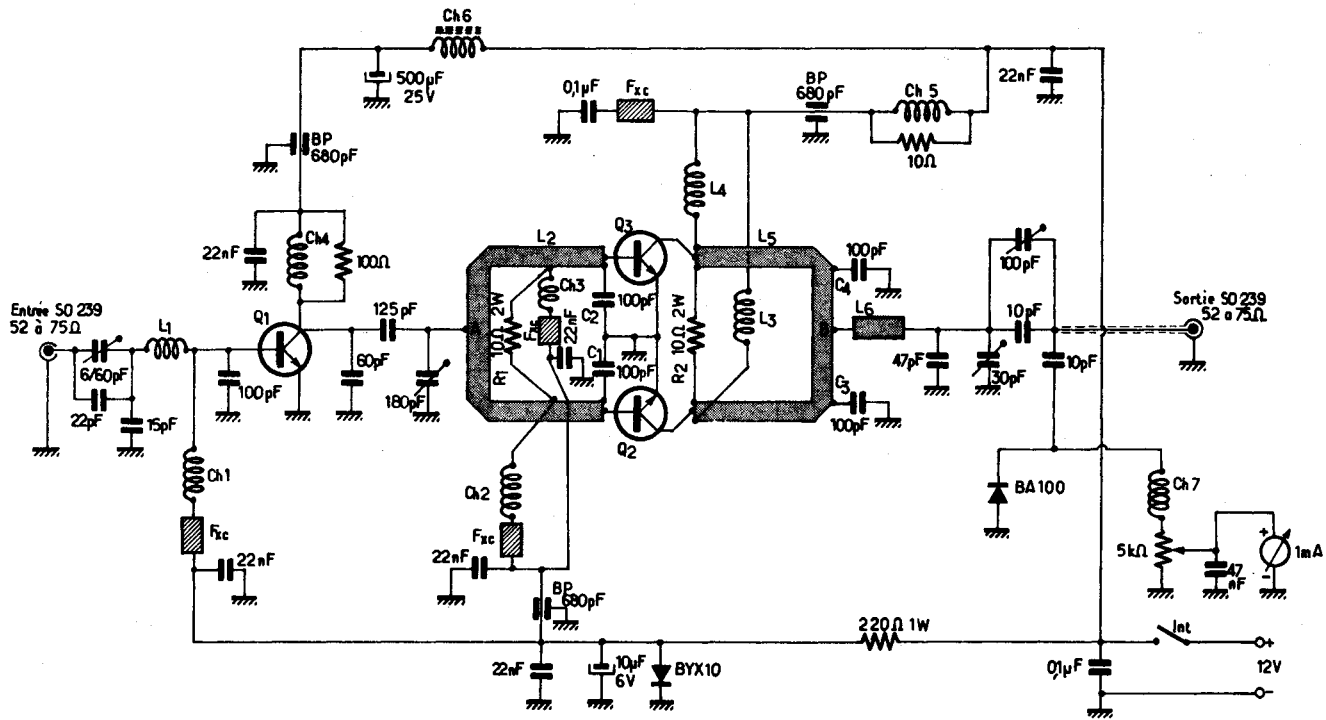 Ch6
500µF
25V
BP
680pF
22nF
Ch4
100Ω
Entrée SO 239
52 à 75Ω
6/60pF
22pF
15pF
L1
100pF
Q1
Ch1
Fxc
22nF
60pF
125pF
180pF
0,1µF
Fxc
BP
680pF
Ch5
10Ω
22nF
L4
L2
A
R1
10Ω 2W
Ch3
Fxc
22nF
Q3
100pF
C2
C1
100pF
Q2
10Ω 2W
R2
L3
L5
B
100pF
C4
C3
100pF
L6
47pF
100pF
10pF
30pF
10pF
Sortie SO 239
52 a 75Ω
Ch2
Fxc
22nF
BP
680pF
BA100
Ch7
5kΩ
47
nF
+
-
1mA
22nF
10µF
6V
BYX10
220Ω 1W
0,1µF
Int
+
12V
-